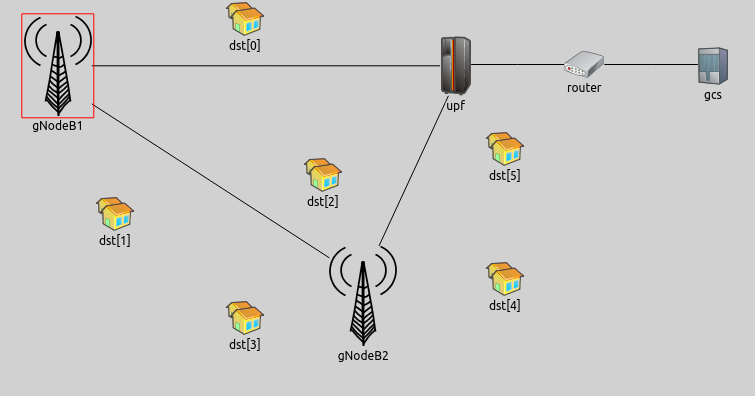 dst[0]
gNodeB1
upf
router
gcs
dst[5]
dst[2]
dst[1]
dst[4]
dst[3]
gNodeB2